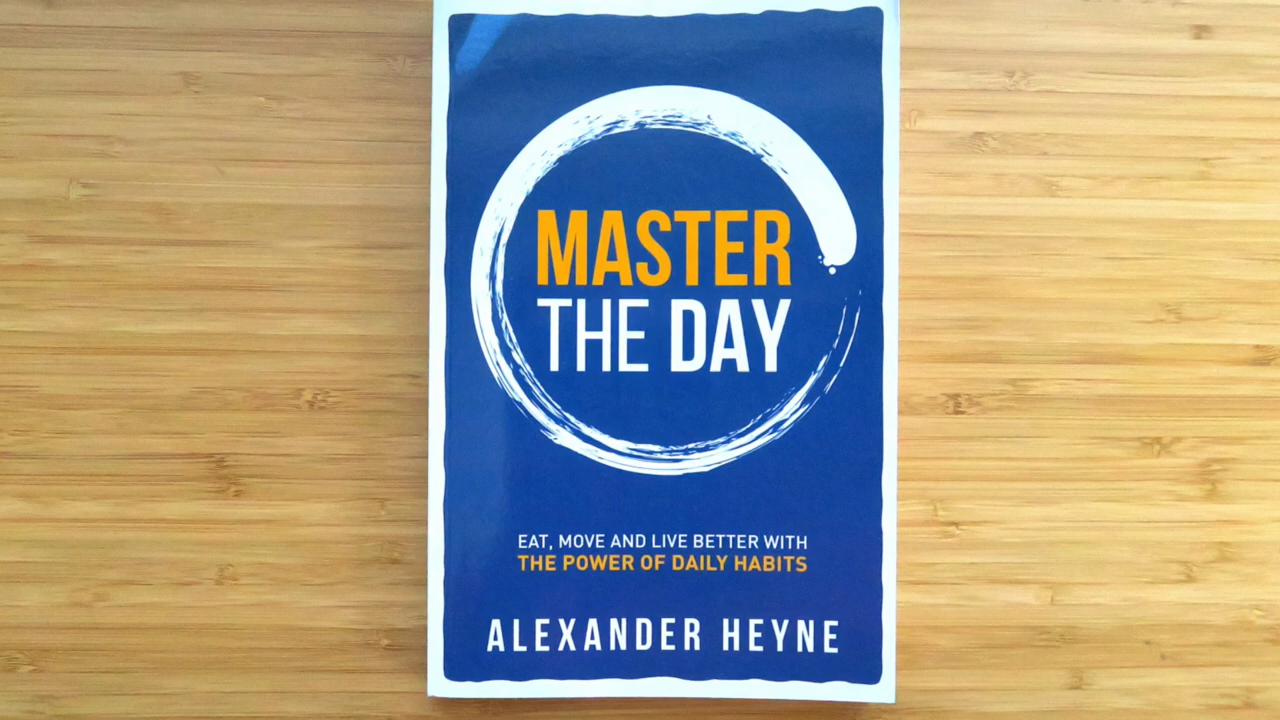 MASTER
THE DAY
EAT, MOVE AND LIVE BETTER WITH
THE POWER OF DAILY HABITS
ALEXANDER HEYNE